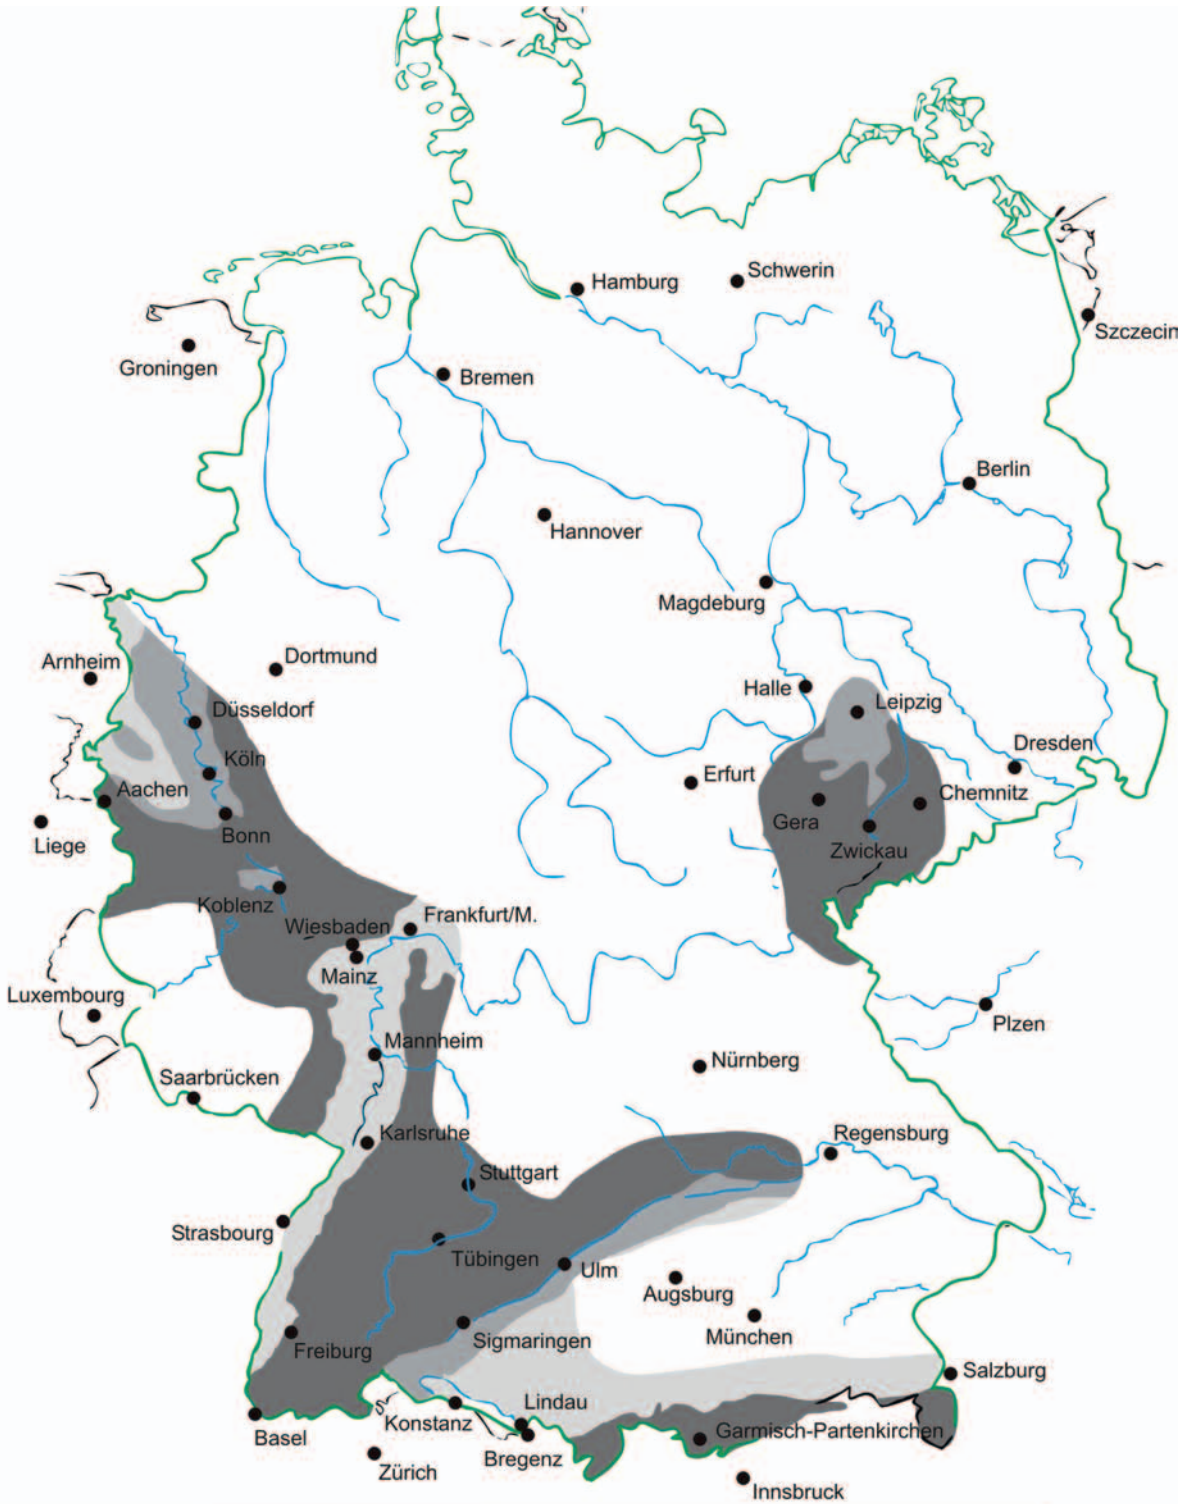 Hamburg
Schwerin
Szczecin
Groningen
Bremen
Berlin
Hannover
Magdeburg
Arnheim
Dortmund
Halle
Leipzig
Düsseldorf
Köln
Erfurt
Dresden
Aachen
Chemnitz
Gera
Liege
Bonn
Zwickau
Koblenz
Wiesbaden
Frankfurt/M.
Mainz
Luxembourg
Plzen
Mannheim
Nürnberg
Saarbrücken
Karlsruhe
Regensburg
Stuttgart
Strasbourg
Tübingen
Ulm
Augsburg
München
Freiburg
Sigmaringen
Salzburg
Konstanz
Lindau
Basel
Garmisch-Partenkirchen
Bregenz
Zürich
Innsbruck